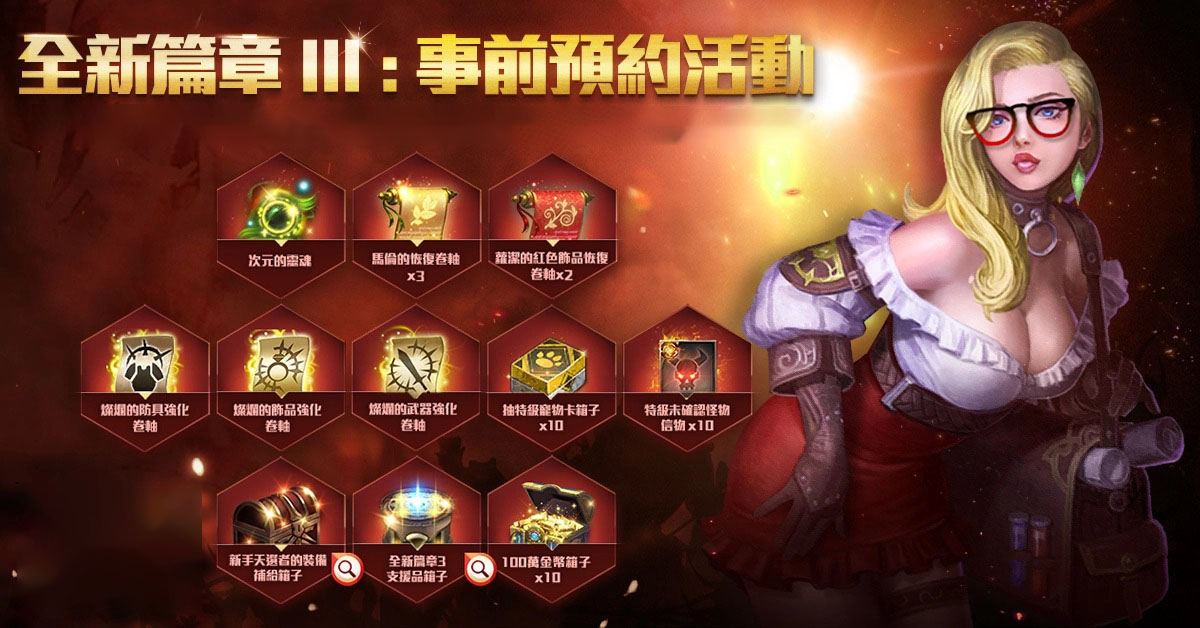 全新篇章 III : 事前預約活動
次元的靈魂
馬倫的恢復卷軸
x3
蘿潔的紅色飾品恢復
卷軸x2
燦爛的防具強化
卷軸
燦爛的飾品強化
卷軸
燦爛的武器強化
卷軸
抽特級寵物卡箱子
x10
特級未確認怪物
信物 x10
新手天選者的裝備
補給箱子
全新篇章3
支援品箱子
100萬金幣箱子
x10